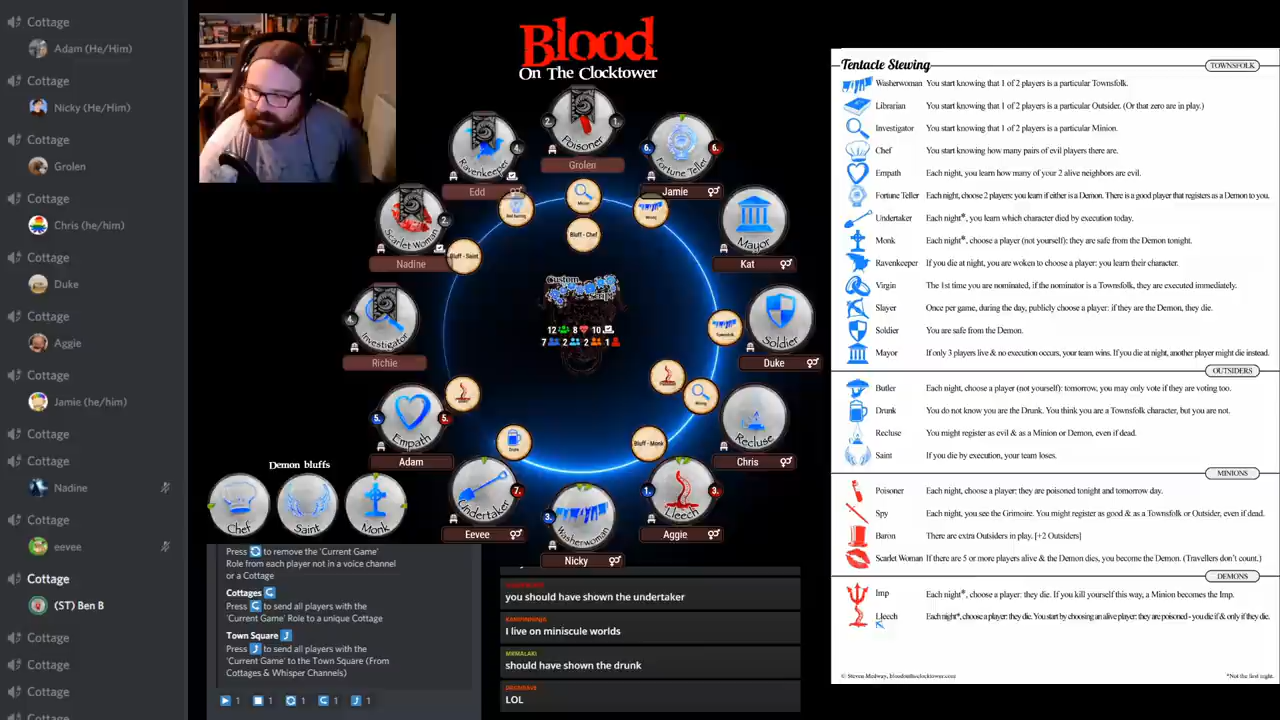 Cottage
Adam (He/Him)
Cottage
Nicky (He/Him)
Cottage
Grolen
Cottage
Chris (he/him)
Cottage
Duke
Cottage
Aggie
Cottage
Jamie (he/him)
Cottage
Cottage
Nadine
Cottage
eevee
Cottage
(ST) Ben B
Cottage
Cottage
Cottage
Cottage
Blood
On The Clocktower
Poisoner
Grolen
Ravenkeeper
Edd
Fortune Teller
Jamie
Scarlet Woman
Nadine
Mayor
Kat
Investigator
Richie
Soldier
Duke
Empath
Adam
Recluse
Chris
Undertaker
Eevee
Washerwoman
Nicky
Lleech
Aggie
Bluff - Chef
Bluff - Saint
Bluff - Monk
Townsfolk
Drunk
Minion
Wrong
Wrong
Red herring
12 8 10
7 2 2 1
Demon bluffs
Chef
Saint
Monk
Press to remove the 'Current Game'
Role from each player not in a voice channel
or a Cottage
Cottages
Press to send all players with the
'Current Game' Role to a unique Cottage
Town Square
Press to send all players with the
'Current Game' to the Town Square (From
Cottages & Whisper Channels)
1 1 1 1 1
you should have shown the undertaker
I live on miniscule worlds
should have shown the drunk
LOL
Tentacle Stewing
TOWNSFOLK
Washerwoman You start knowing that 1 of 2 players is a particular Townsfolk.
Librarian You start knowing that 1 of 2 players is a particular Outsider. (Or that zero are in play.)
Investigator You start knowing that 1 of 2 players is a particular Minion.
Chef You start knowing how many pairs of evil players there are.
Empath Each night, you learn how many of your 2 alive neighbors are evil.
Fortune Teller Each night, choose 2 players: you learn if either is a Demon. There is a good player that registers as a Demon to you.
Undertaker Each night*, you learn which character died by execution today.
Monk Each night*, choose a player (not yourself): they are safe from the Demon tonight.
Ravenkeeper If you die at night, you are woken to choose a player: you learn their character.
Virgin The 1st time you are nominated, if the nominator is a Townsfolk, they are executed immediately.
Slayer Once per game, during the day, publicly choose a player: if they are the Demon, they die.
Soldier You are safe from the Demon.
Mayor If only 3 players live & no execution occurs, your team wins. If you die at night, another player might die instead.
OUTSIDERS
Butler Each night, choose a player (not yourself): tomorrow, you may only vote if they are voting too.
Drunk You do not know you are the Drunk. You think you are a Townsfolk character, but you are not.
Recluse You might register as evil & as a Minion or Demon, even if dead.
Saint If you die by execution, your team loses.
MINIONS
Poisoner Each night, choose a player: they are poisoned tonight and tomorrow day.
Spy Each night, you see the Grimoire. You might register as good & as a Townsfolk or Outsider, even if dead.
Baron There are extra Outsiders in play. [+2 Outsiders]
Scarlet Woman If there are 5 or more players alive & the Demon dies, you become the Demon. (Travellers don't count.)
DEMONS
Imp Each night*, choose a player: they die. If you kill yourself this way, a Minion becomes the Imp.
Lleech Each night*, choose a player: they die. You start by choosing an alive player: they are poisoned - you die if & only if they die.
© Steven Medway, bloodontheclocktower.com
*Not the first night.